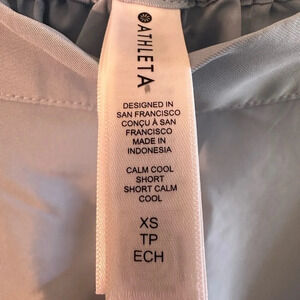 ATHLETA
DESIGNED IN
SAN FRANCISCO
CONÇU À SAN
FRANCISCO
MADE IN
INDONESIA
CALM COOL
SHORT
SHORT CALM
COOL
XS
TP
ECH